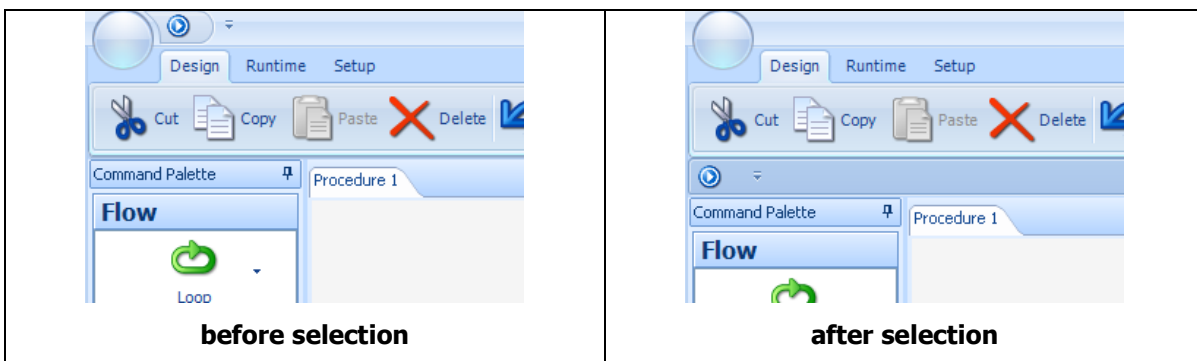 Design Runtime Setup
Cut Copy Paste Delete
Command Palette
Procedure 1
Flow
Loop
before selection
Design Runtime Setup
Cut Copy Paste Delete
Command Palette
Procedure 1
Flow
after selection